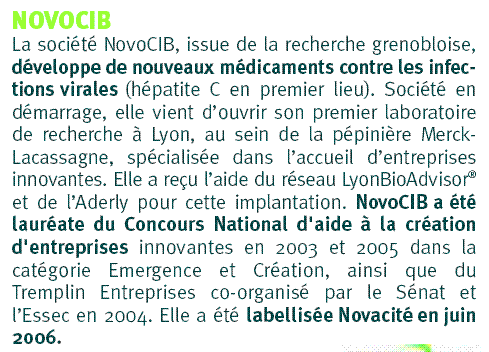 NOVOCIB
La société NovoCIB, issue de la recherche grenobloise,
développe de nouveaux médicaments contre les infec-
tions virales (hépatite C en premier lieu). Société en
démarrage, elle vient d'ouvrir son premier laboratoire
de recherche à Lyon, au sein de la pépinière Merck-
Lacassagne, spécialisée dans l'accueil d'entreprises
innovantes. Elle a reçu l'aide du réseau LyonBioAdvisor®
et de l'Aderly pour cette implantation. NovoCIB a été
lauréate du Concours National d'aide à la création
d'entreprises innovantes en 2003 et 2005 dans la
catégorie Emergence et Création, ainsi que du
Tremplin Entreprises co-organisé par le Sénat et
l'Essec en 2004. Elle a été labellisée Novacité en juin
2006.